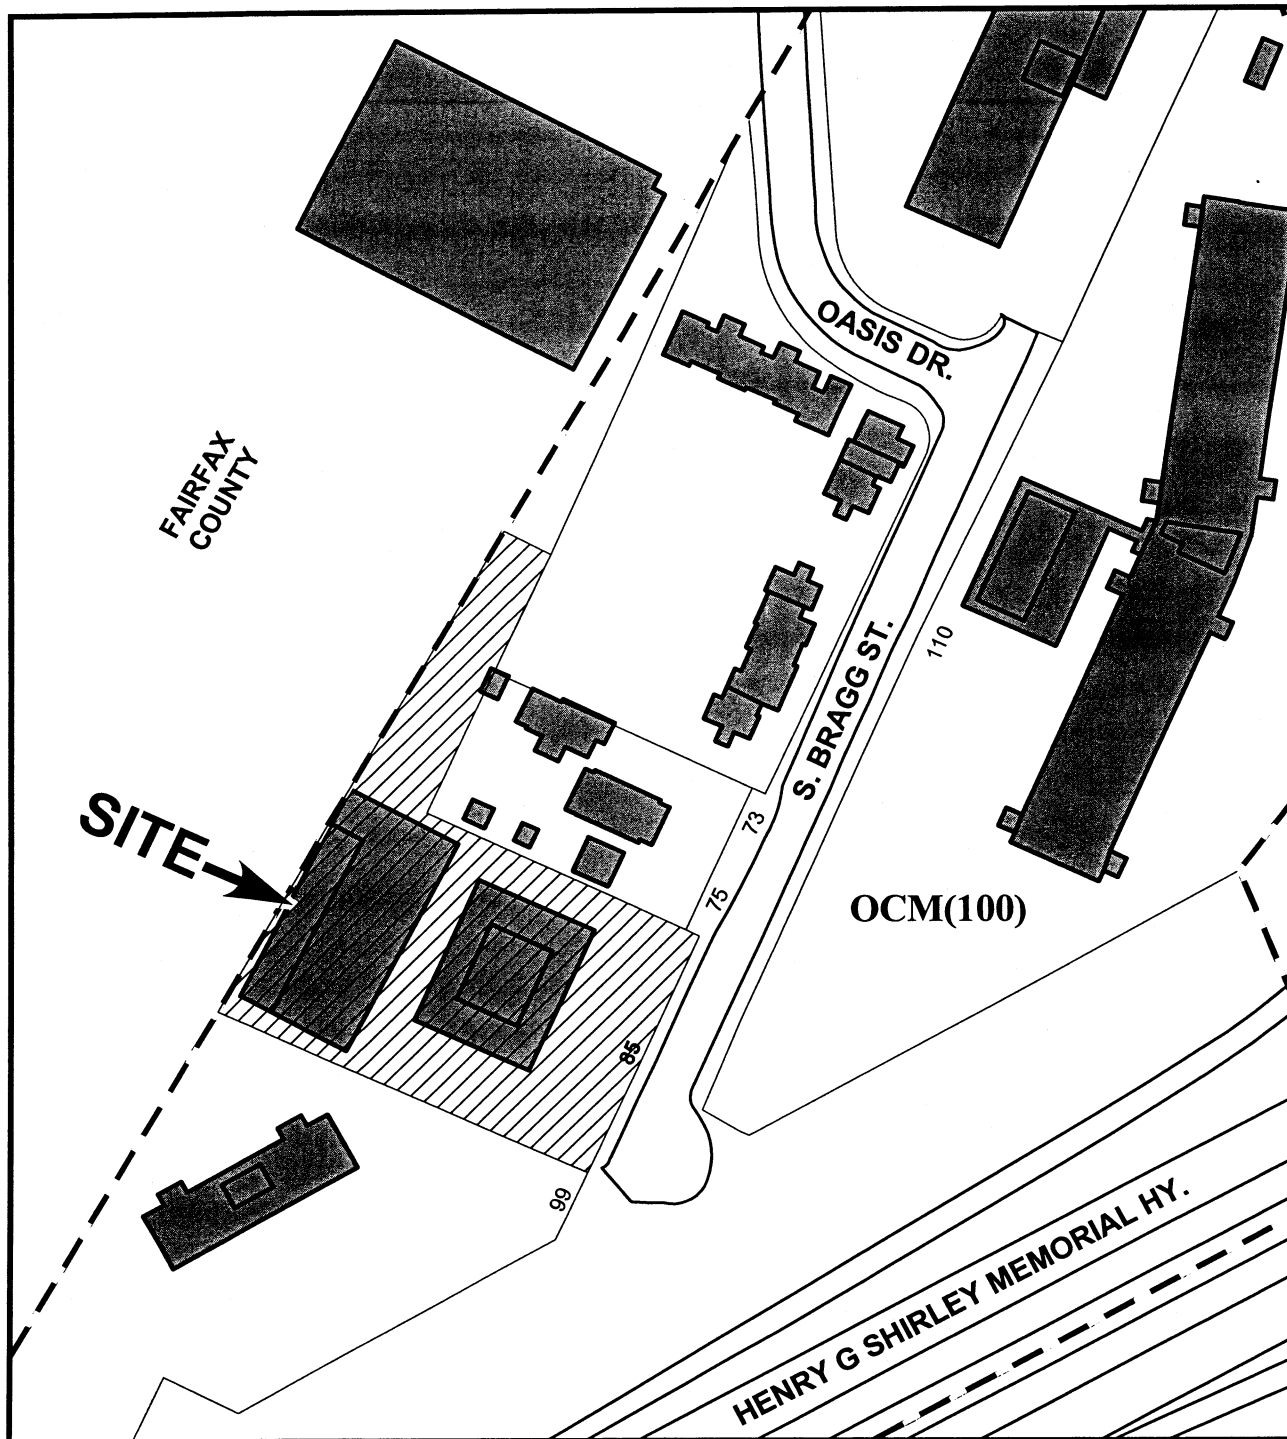 OASIS DR.
FAIRFAX
COUNTY
110
S. BRAGG ST.
SITE
73
75
OCM(100)
85
99
HENRY G SHIRLEY MEMORIAL HY.